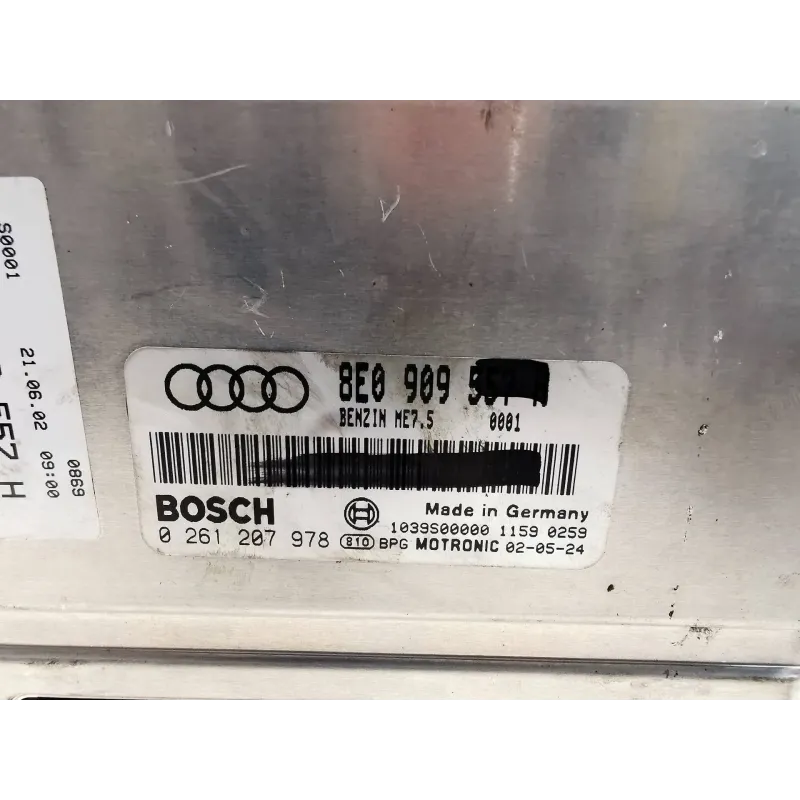 S0001
21.06.02 09:00
0869
557 H
8E0 909
BENZIN ME7.5 0001
BOSCH
Made in Germany
1039S00000 1159 0259
0 261 207 978 810 BPG MOTRONIC 02-05-24